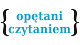 { opętani
czytaniem }